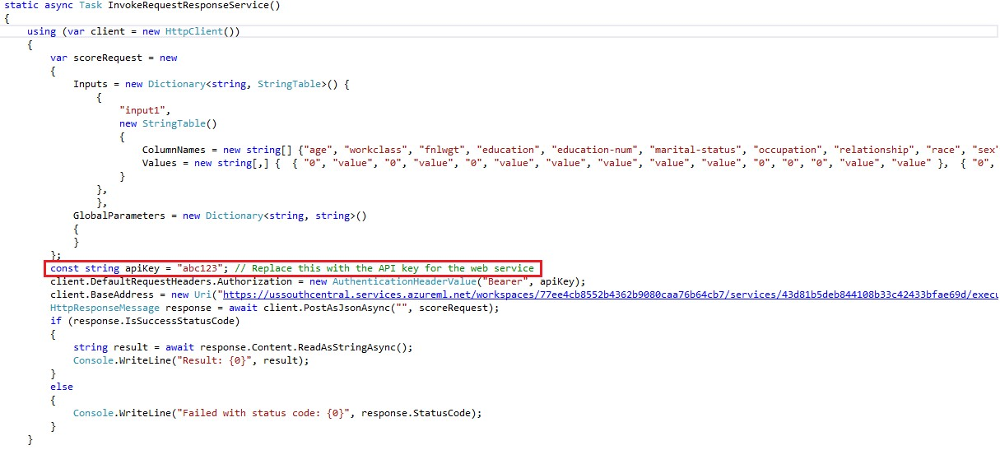 static async Task InvokeRequestResponseService()
{
    using (var client = new HttpClient())
    {
        var scoreRequest = new
        {
            Inputs = new Dictionary<string, StringTable>() {
                {
                    "input1",
                    new StringTable()
                    {
                        ColumnNames = new string[] {"age", "workclass", "fnlwgt", "education", "education-num", "marital-status", "occupation", "relationship", "race", "sex"
                        Values = new string[,] {  { "0", "value", "0", "value", "0", "value", "value", "value", "value", "value", "0", "0", "0", "value", "value" },  { "0",
                    }
                },
                },
            GlobalParameters = new Dictionary<string, string>()
            {
            }
        };
        const string apiKey = "abc123"; // Replace this with the API key for the web service
        client.DefaultRequestHeaders.Authorization = new AuthenticationHeaderValue("Bearer", apiKey);
        client.BaseAddress = new Uri("https://ussouthcentral.services.azureml.net/workspaces/77ee4cb8552b4362b9080caa76b64cb7/services/43d81b5deb844108b33c42433bfae69d/execu
        HttpResponseMessage response = await client.PostAsJsonAsync("", scoreRequest);
        if (response.IsSuccessStatusCode)
        {
            string result = await response.Content.ReadAsStringAsync();
            Console.WriteLine("Result: {0}", result);
        }
        else
        {
            Console.WriteLine("Failed with status code: {0}", response.StatusCode);
        }
    }